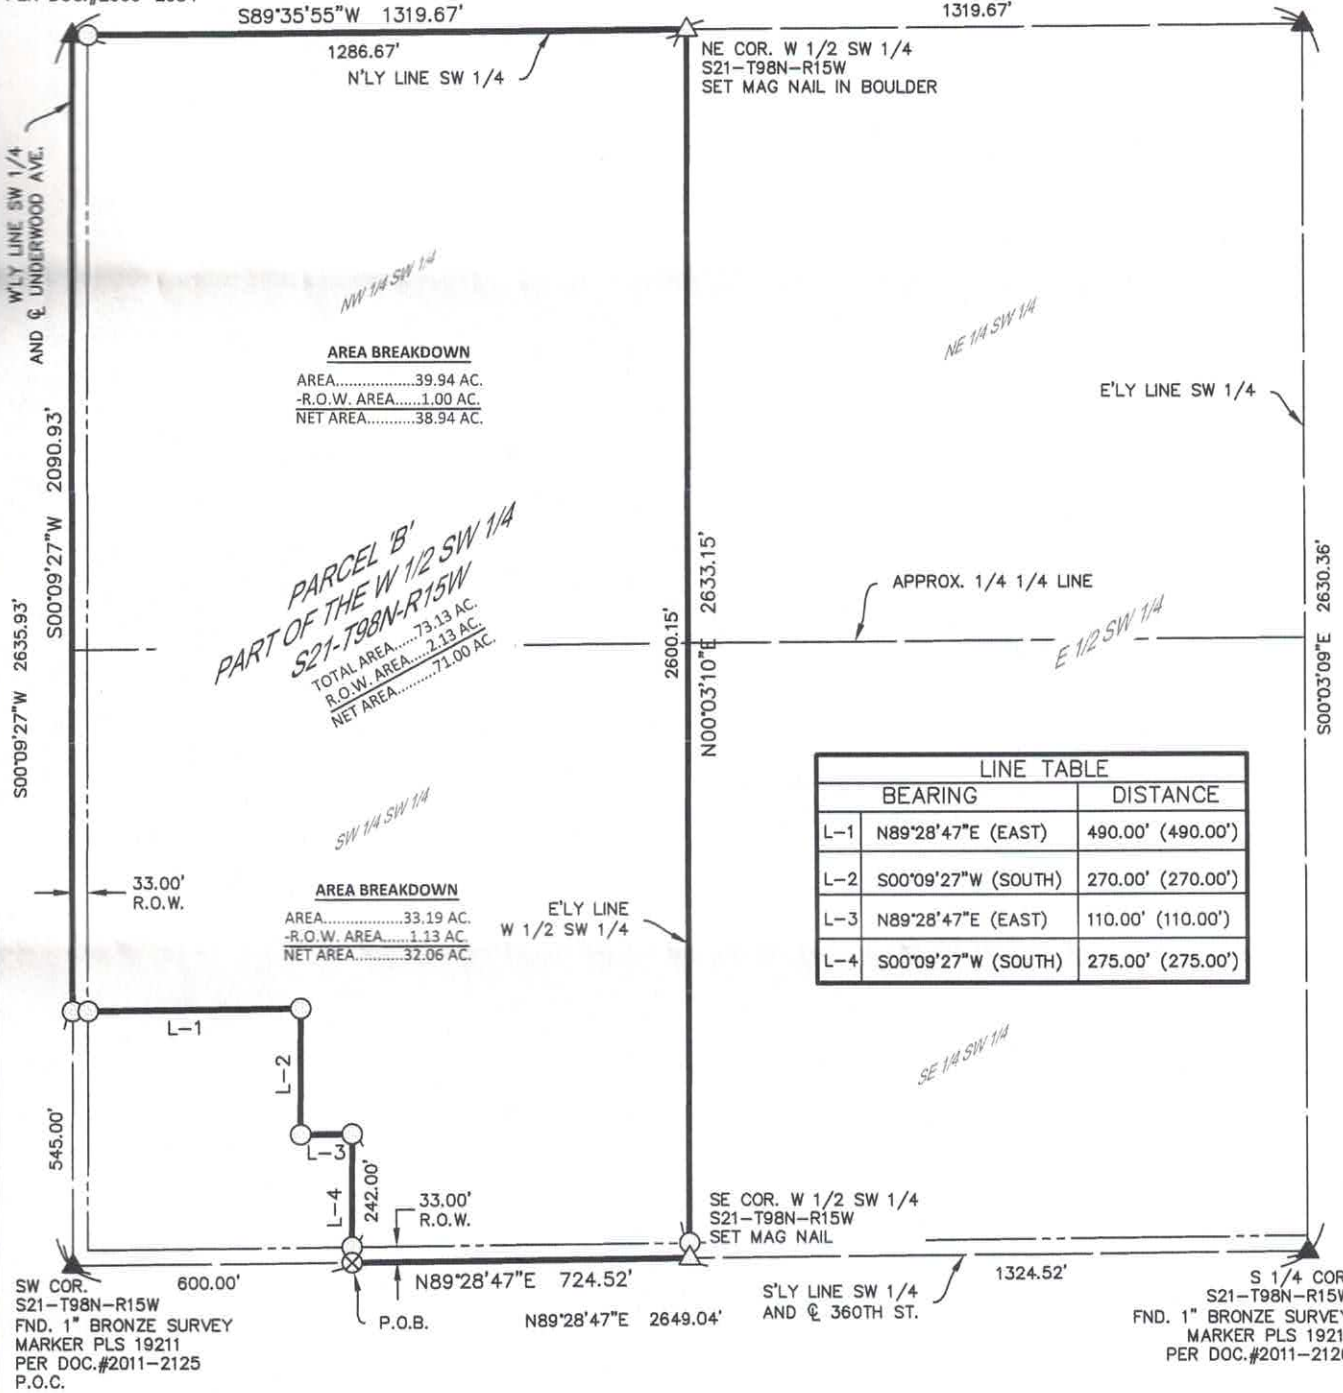 S89°35'55"W 1319.67'
1319.67'
1286.67'
N'LY LINE SW 1/4
NE COR. W 1/2 SW 1/4
S21-T98N-R15W
SET MAG NAIL IN BOULDER
W'LY LINE SW 1/4
AND ℄ UNDERWOOD AVE.
NW 1/4 SW 1/4
NE 1/4 SW 1/4
AREA BREAKDOWN
AREA.................39.94 AC.
-R.O.W. AREA......1.00 AC.
NET AREA..........38.94 AC.
E'LY LINE SW 1/4
S00°09'27"W 2090.93'
S00°09'27"W 2635.93'
PARCEL 'B'
PART OF THE W 1/2 SW 1/4
S21-T98N-R15W
TOTAL AREA.....73.13 AC.
R.O.W. AREA.....2.13 AC.
NET AREA..........71.00 AC.
2600.15'
N00°03'10"E 2633.15'
APPROX. 1/4 1/4 LINE
E 1/2 SW 1/4
S00°03'09"E 2630.36'
LINE TABLE
BEARING DISTANCE
L-1 N89°28'47"E (EAST) 490.00' (490.00')
L-2 S00°09'27"W (SOUTH) 270.00' (270.00')
L-3 N89°28'47"E (EAST) 110.00' (110.00')
L-4 S00°09'27"W (SOUTH) 275.00' (275.00')
SW 1/4 SW 1/4
33.00'
R.O.W.
AREA BREAKDOWN
AREA.................33.19 AC.
-R.O.W. AREA......1.13 AC.
NET AREA..........32.06 AC.
E'LY LINE
W 1/2 SW 1/4
L-1
L-2
L-3
L-4
242.00'
545.00'
SE 1/4 SW 1/4
33.00'
R.O.W.
SE COR. W 1/2 SW 1/4
S21-T98N-R15W
SET MAG NAIL
600.00'
N89°28'47"E 724.52'
1324.52'
P.O.B.
N89°28'47"E 2649.04'
S'LY LINE SW 1/4
AND ℄ 360TH ST.
SW COR.
S21-T98N-R15W
FND. 1" BRONZE SURVEY
MARKER PLS 19211
PER DOC.#2011-2125
P.O.C.
S 1/4 COR
S21-T98N-R15W
FND. 1" BRONZE SURVEY
MARKER PLS 1921
PER DOC.#2011-212